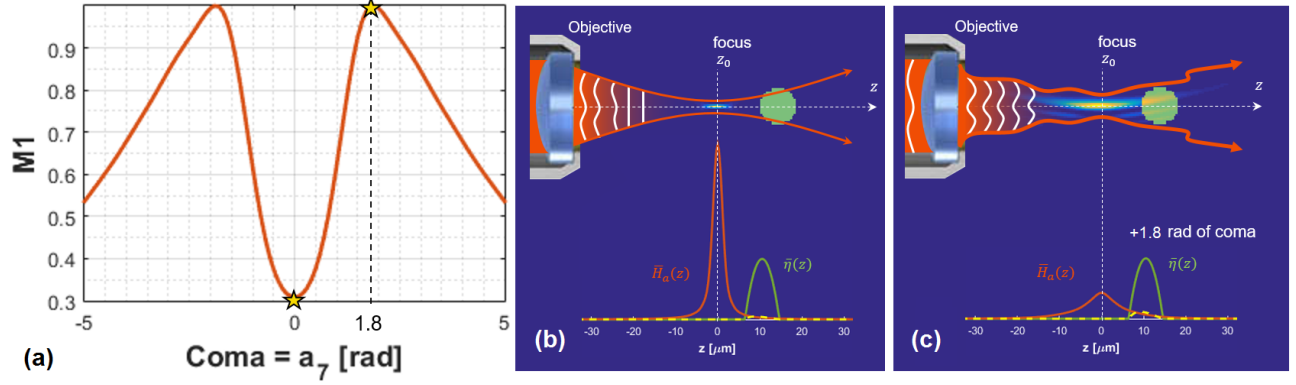 M1
0.9
0.8
0.7
0.6
0.5
0.4
0.3
-5
0
1.8
5
Coma = a₇ [rad]
(a)
Objective
focus
z₀
z
H̄ₐ(z)
η̄(z)
-30
-20
-10
0
10
20
30
z [μm]
(b)
Objective
focus
z₀
z
+1.8 rad of coma
H̄ₐ(z)
η̄(z)
-30
-20
-10
0
10
20
30
z [μm]
(c)